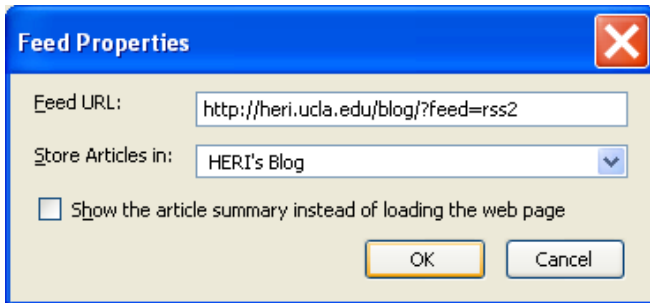 Feed Properties
Feed URL: http://heri.ucla.edu/blog/?feed=rss2
Store Articles in: HERI's Blog
Show the article summary instead of loading the web page
OK Cancel